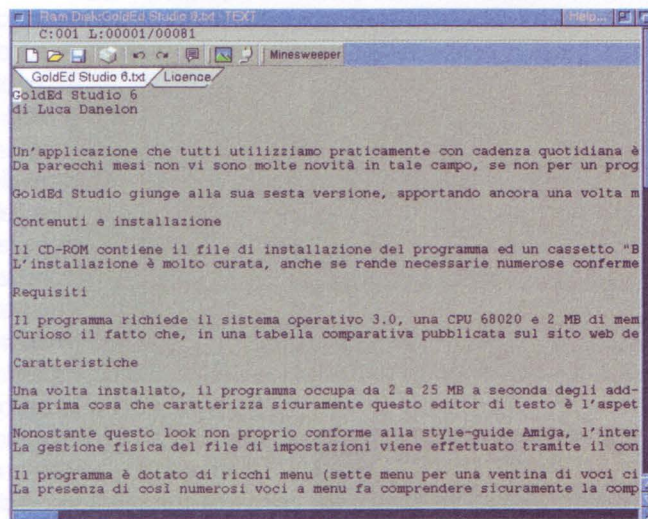 Ram Disk:GoldEd Studio 6.txt TEXT Help...
C:001 L:00001/00081
Minesweeper
GoldEd Studio 6.txt Licence
GoldEd Studio 6
di Luca Danelon
Un'applicazione che tutti utilizziamo praticamente con cadenza quotidiana è
Da parecchi mesi non vi sono molte novità in tale campo, se non per un prog
GoldEd Studio giunge alla sua sesta versione, apportando ancora una volta m
Contenuti e installazione
Il CD-ROM contiene il file di installazione del programma ed un cassetto "B
L'installazione è molto curata, anche se rende necessarie numerose conferme
Requisiti
Il programma richiede il sistema operativo 3.0, una CPU 68020 e 2 MB di mem
Curioso il fatto che, in una tabella comparativa pubblicata sul sito web de
Caratteristiche
Una volta installato, il programma occupa da 2 a 25 MB a seconda degli add-
La prima cosa che caratterizza sicuramente questo editor di testo è l'aspet
Nonostante questo look non proprio conforme alla style-guide Amiga, l'inter
La gestione fisica del file di impostazioni viene effettuato tramite il con
Il programma è dotato di ricchi menu (sette menu per una ventina di voci ci
La presenza di così numerosi voci a menu fa comprendere sicuramente la comp